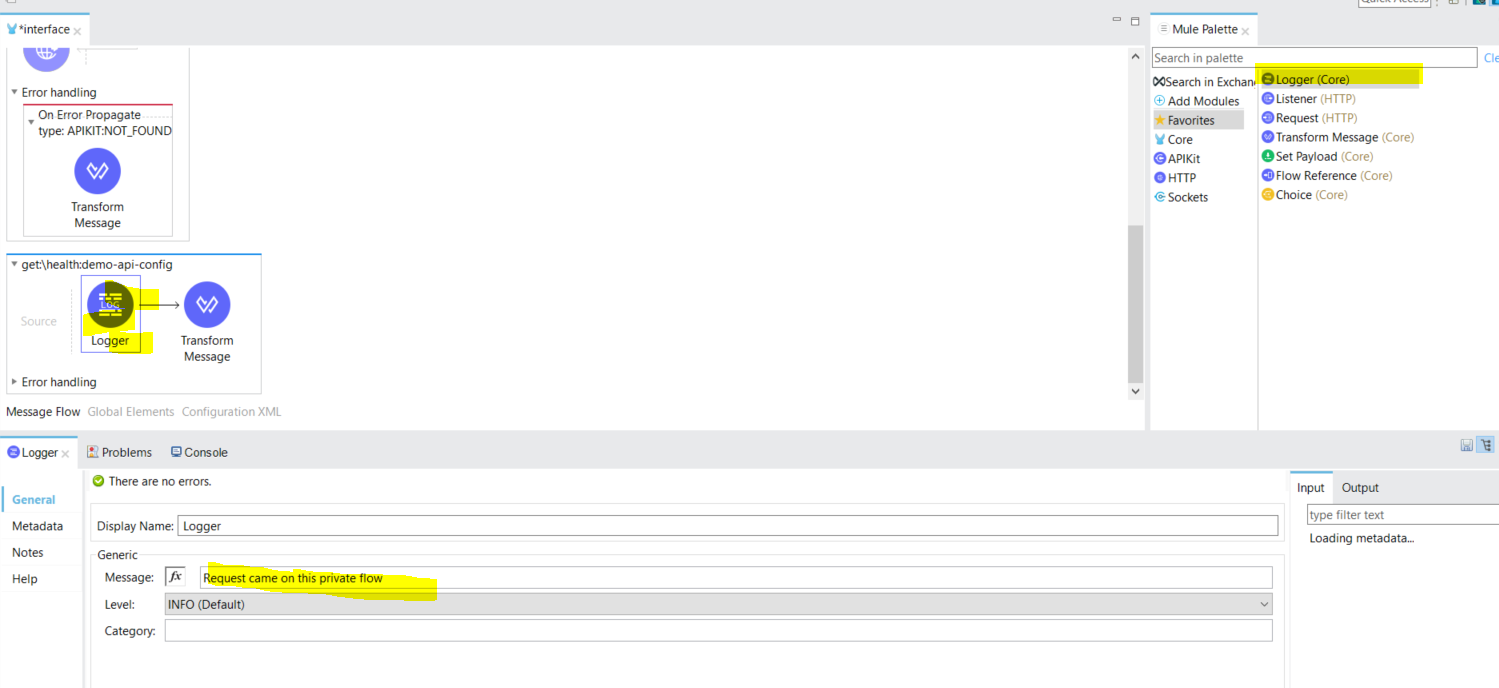 Quick Access
*interface
Mule Palette
Search in palette
Cle
Search in Exchan
Add Modules
Favorites
Core
APIKit
HTTP
Sockets
Logger (Core)
Listener (HTTP)
Request (HTTP)
Transform Message (Core)
Set Payload (Core)
Flow Reference (Core)
Choice (Core)
Error handling
On Error Propagate
type: APIKIT:NOT_FOUND
Transform
Message
get:\health:demo-api-config
Source
LOG
Logger
Transform
Message
Error handling
Message Flow Global Elements Configuration XML
Logger
Problems
Console
There are no errors.
General
Metadata
Notes
Help
Display Name: Logger
Generic
Message: fx Request came on this private flow
Level: INFO (Default)
Category:
Input Output
type filter text
Loading metadata...